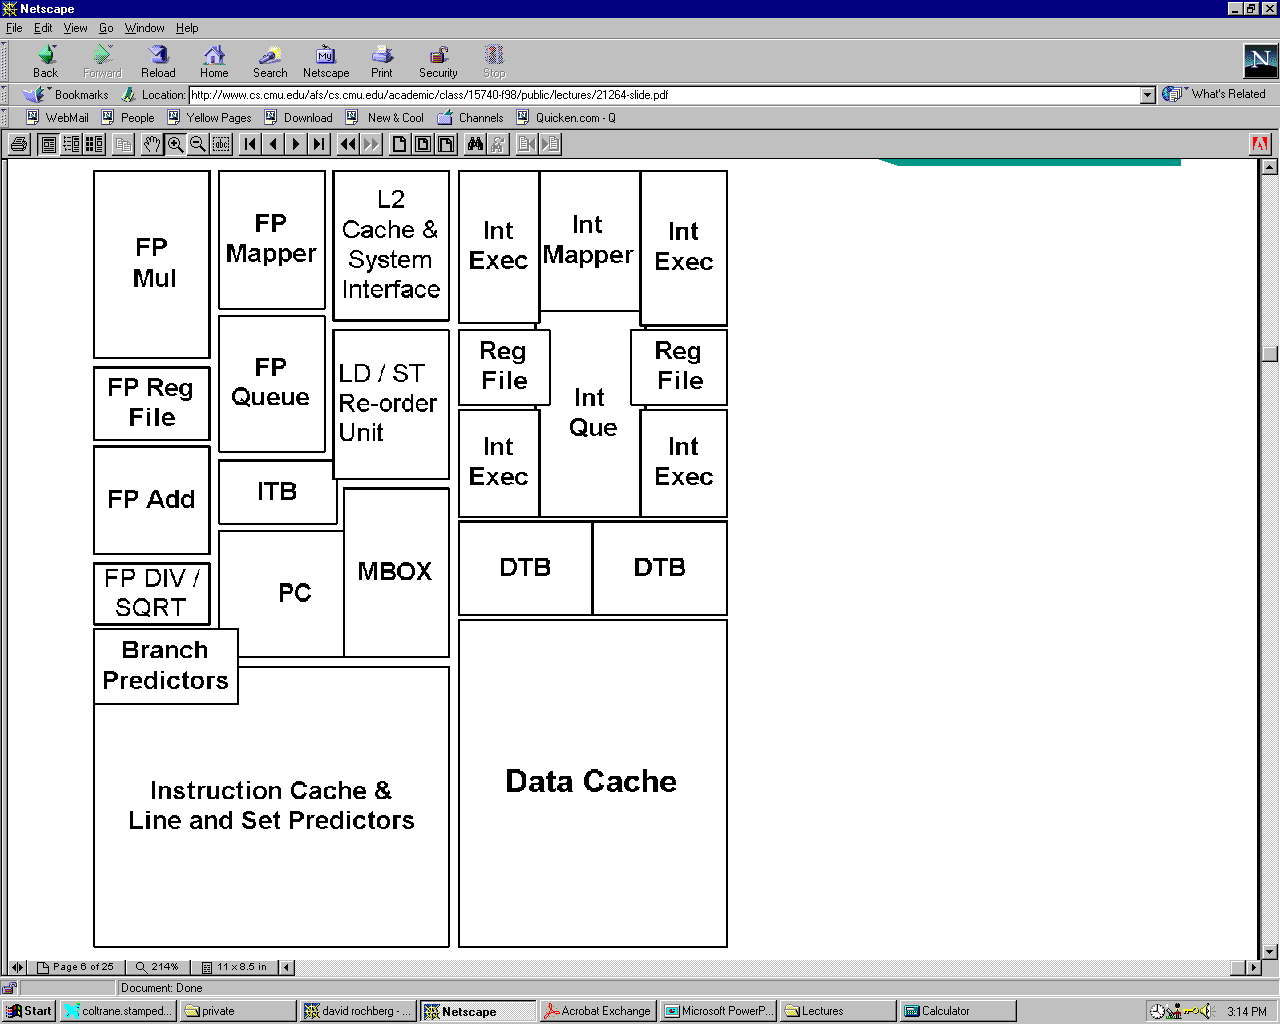 Netscape
File Edit View Go Window Help
Back Forward Reload Home Search Netscape Print Security Stop
My
N
Bookmarks Location: http://www.cs.cmu.edu/afs/cs.cmu.edu/academic/class/15740-f98/public/lectures/21264-slide.pdf What's Related
WebMail People Yellow Pages Download New & Cool Channels Quicken.com - Q
abc
FP
Mul
FP
Mapper
L2
Cache &
System
Interface
Int
Exec
Int
Mapper
Int
Exec
FP Reg
File
FP
Queue
LD / ST
Re-order
Unit
Reg
File
Int
Que
Reg
File
FP Add
ITB
Int
Exec
Int
Exec
FP DIV /
SQRT
PC
MBOX
DTB
DTB
Branch
Predictors
Instruction Cache &
Line and Set Predictors
Data Cache
Page 6 of 25 214% 11 x 8.5 in
Document: Done
Start coltrane.stamped... private david rochberg - ... Netscape Acrobat Exchange Microsoft PowerP... Lectures Calculator 3:14 PM